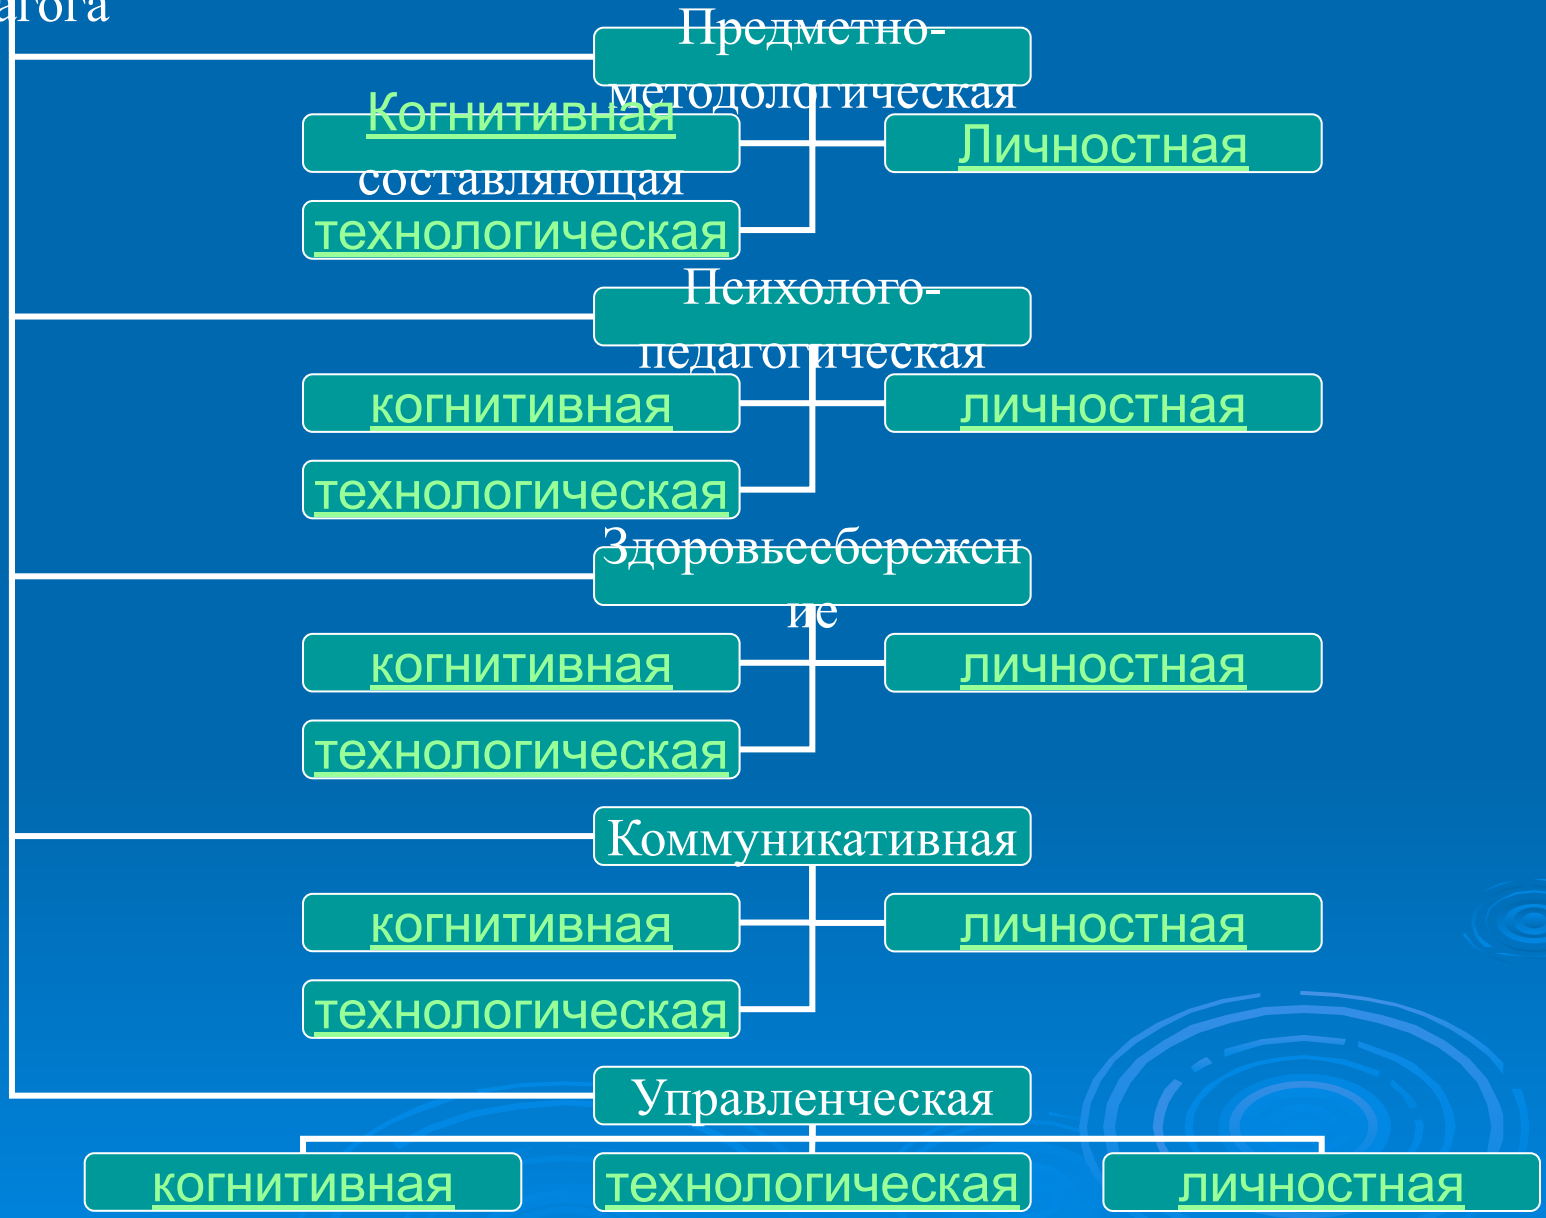 Предметно-
методологическая
Когнитивная
составляющая
Личностная
технологическая
Психолого-
педагогическая
когнитивная
личностная
технологическая
Здоровьесбережен
ие
когнитивная
личностная
технологическая
Коммуникативная
когнитивная
личностная
технологическая
Управленческая
когнитивная
технологическая
личностная